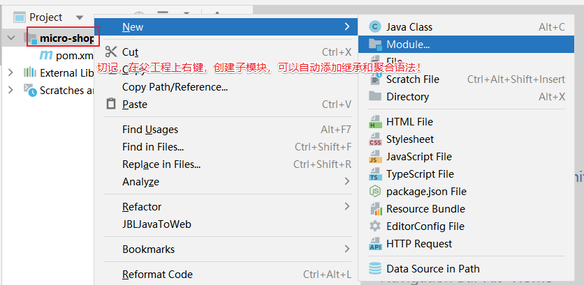 Project
micro-shop
pom.xm
External Lib
Scratches a
New
Cut Ctrl+X
切记，在父工程上右键，创建子模块，可以自动添加继承和聚合语法！
Copy Path/Reference...
Paste Ctrl+V
Find Usages Alt+F7
Find in Files... Ctrl+Shift+F
Replace in Files... Ctrl+Shift+R
Analyze
Refactor
JBLJavaToWeb
Bookmarks
Reformat Code Ctrl+Alt+L
Java Class Alt+C
Module...
File
Scratch File Ctrl+Alt+Shift+Insert
Directory Alt+X
HTML File
Stylesheet
JavaScript File
TypeScript File
package.json File
Resource Bundle
EditorConfig File
HTTP Request
Data Source in Path